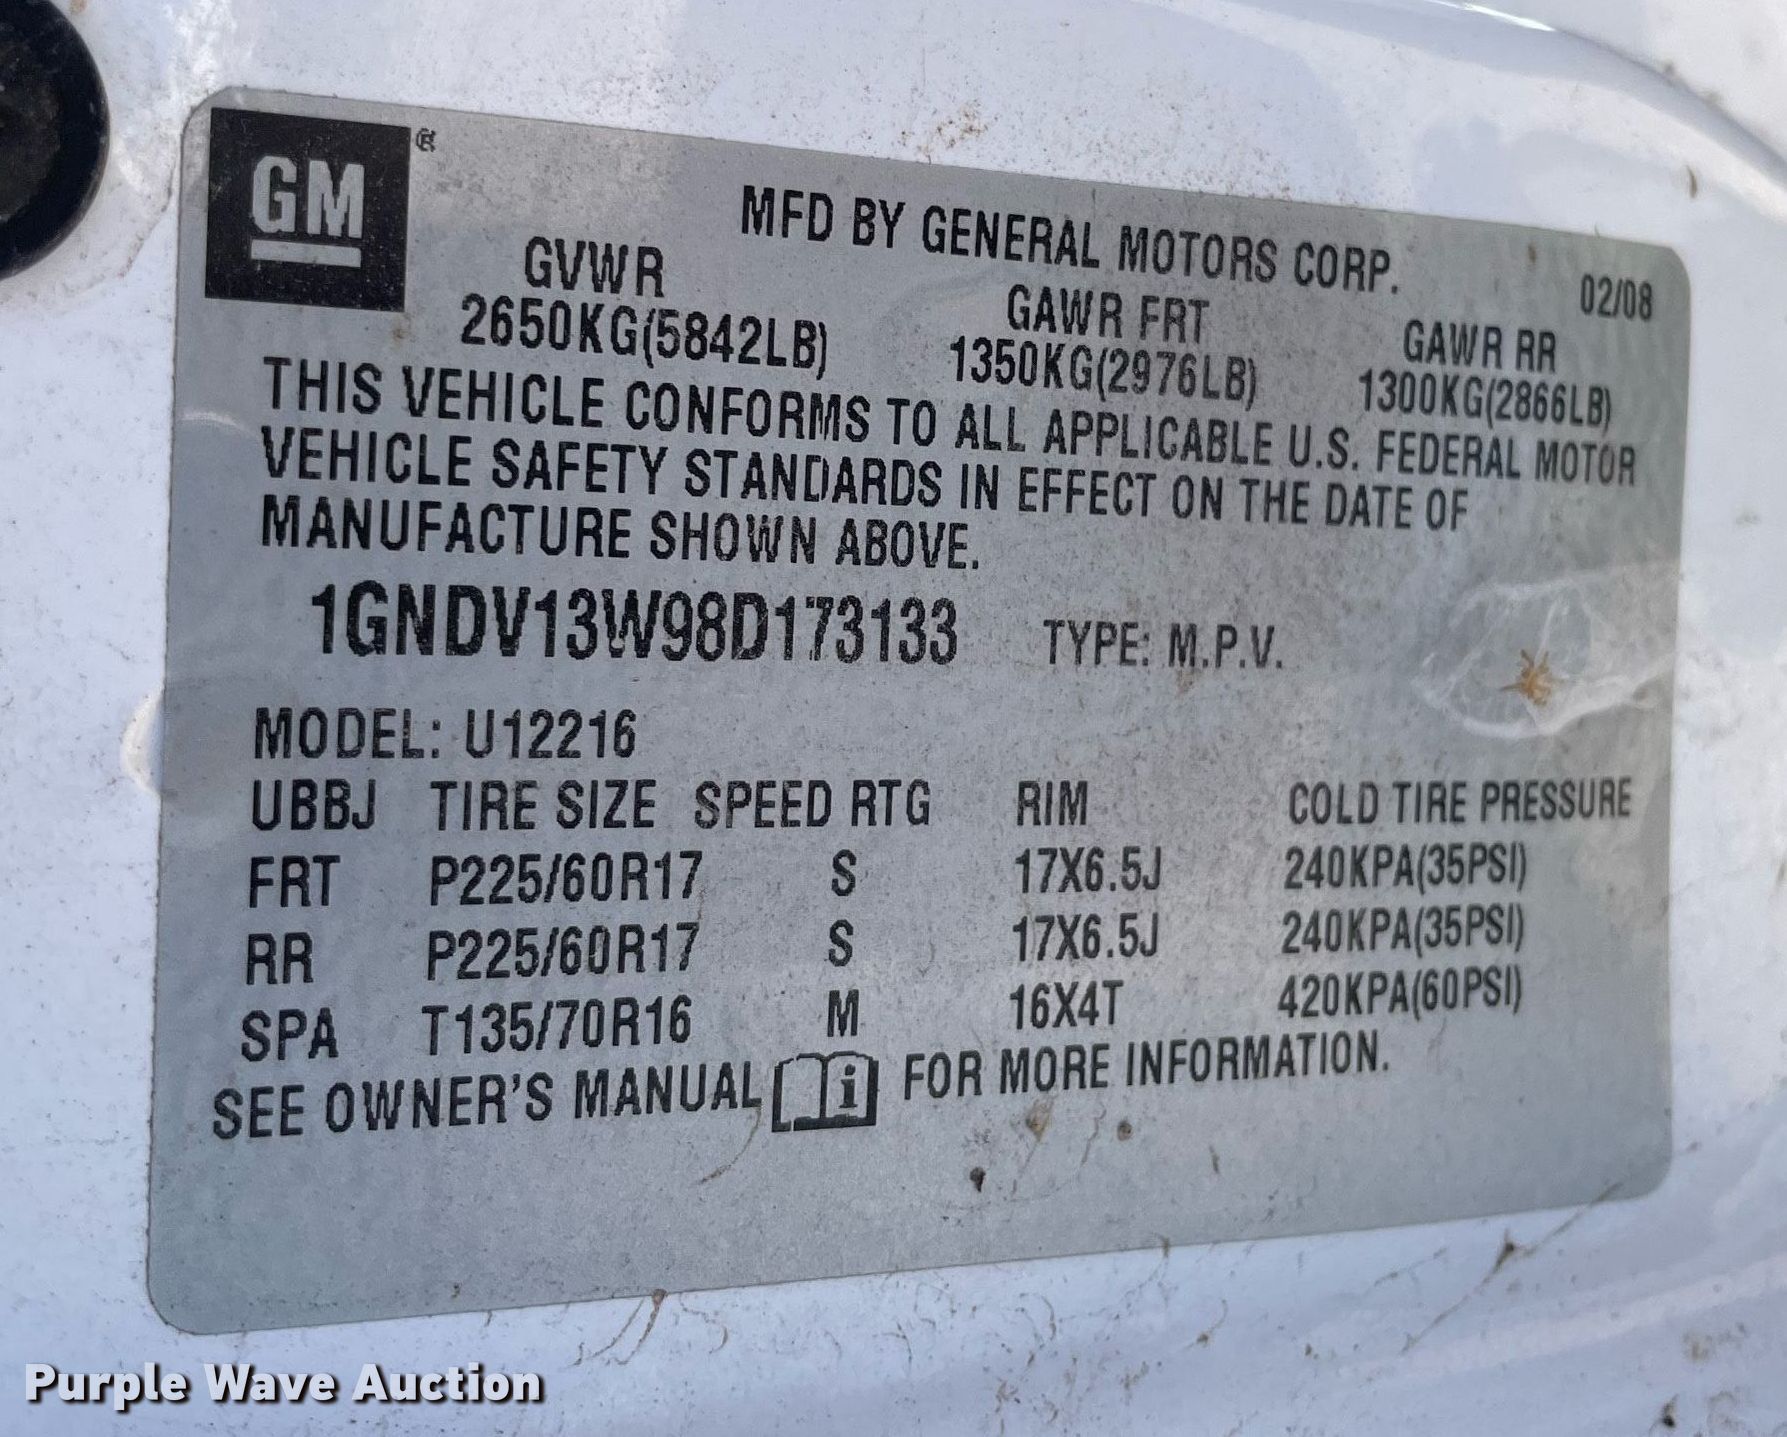 GM ®
MFD BY GENERAL MOTORS CORP.
02/08
GVWR GAWR FRT GAWR RR
2650KG(5842LB) 1350KG(2976LB) 1300KG(2866LB)
THIS VEHICLE CONFORMS TO ALL APPLICABLE U.S. FEDERAL MOTOR
VEHICLE SAFETY STANDARDS IN EFFECT ON THE DATE OF
MANUFACTURE SHOWN ABOVE.
1GNDV13W98D173133 TYPE: M.P.V.
MODEL: U12216
UBBJ TIRE SIZE SPEED RTG RIM COLD TIRE PRESSURE
FRT P225/60R17 S 17X6.5J 240KPA(35PSI)
RR P225/60R17 S 17X6.5J 240KPA(35PSI)
SPA T135/70R16 M 16X4T 420KPA(60PSI)
SEE OWNER'S MANUAL i FOR MORE INFORMATION.
Purple Wave Auction